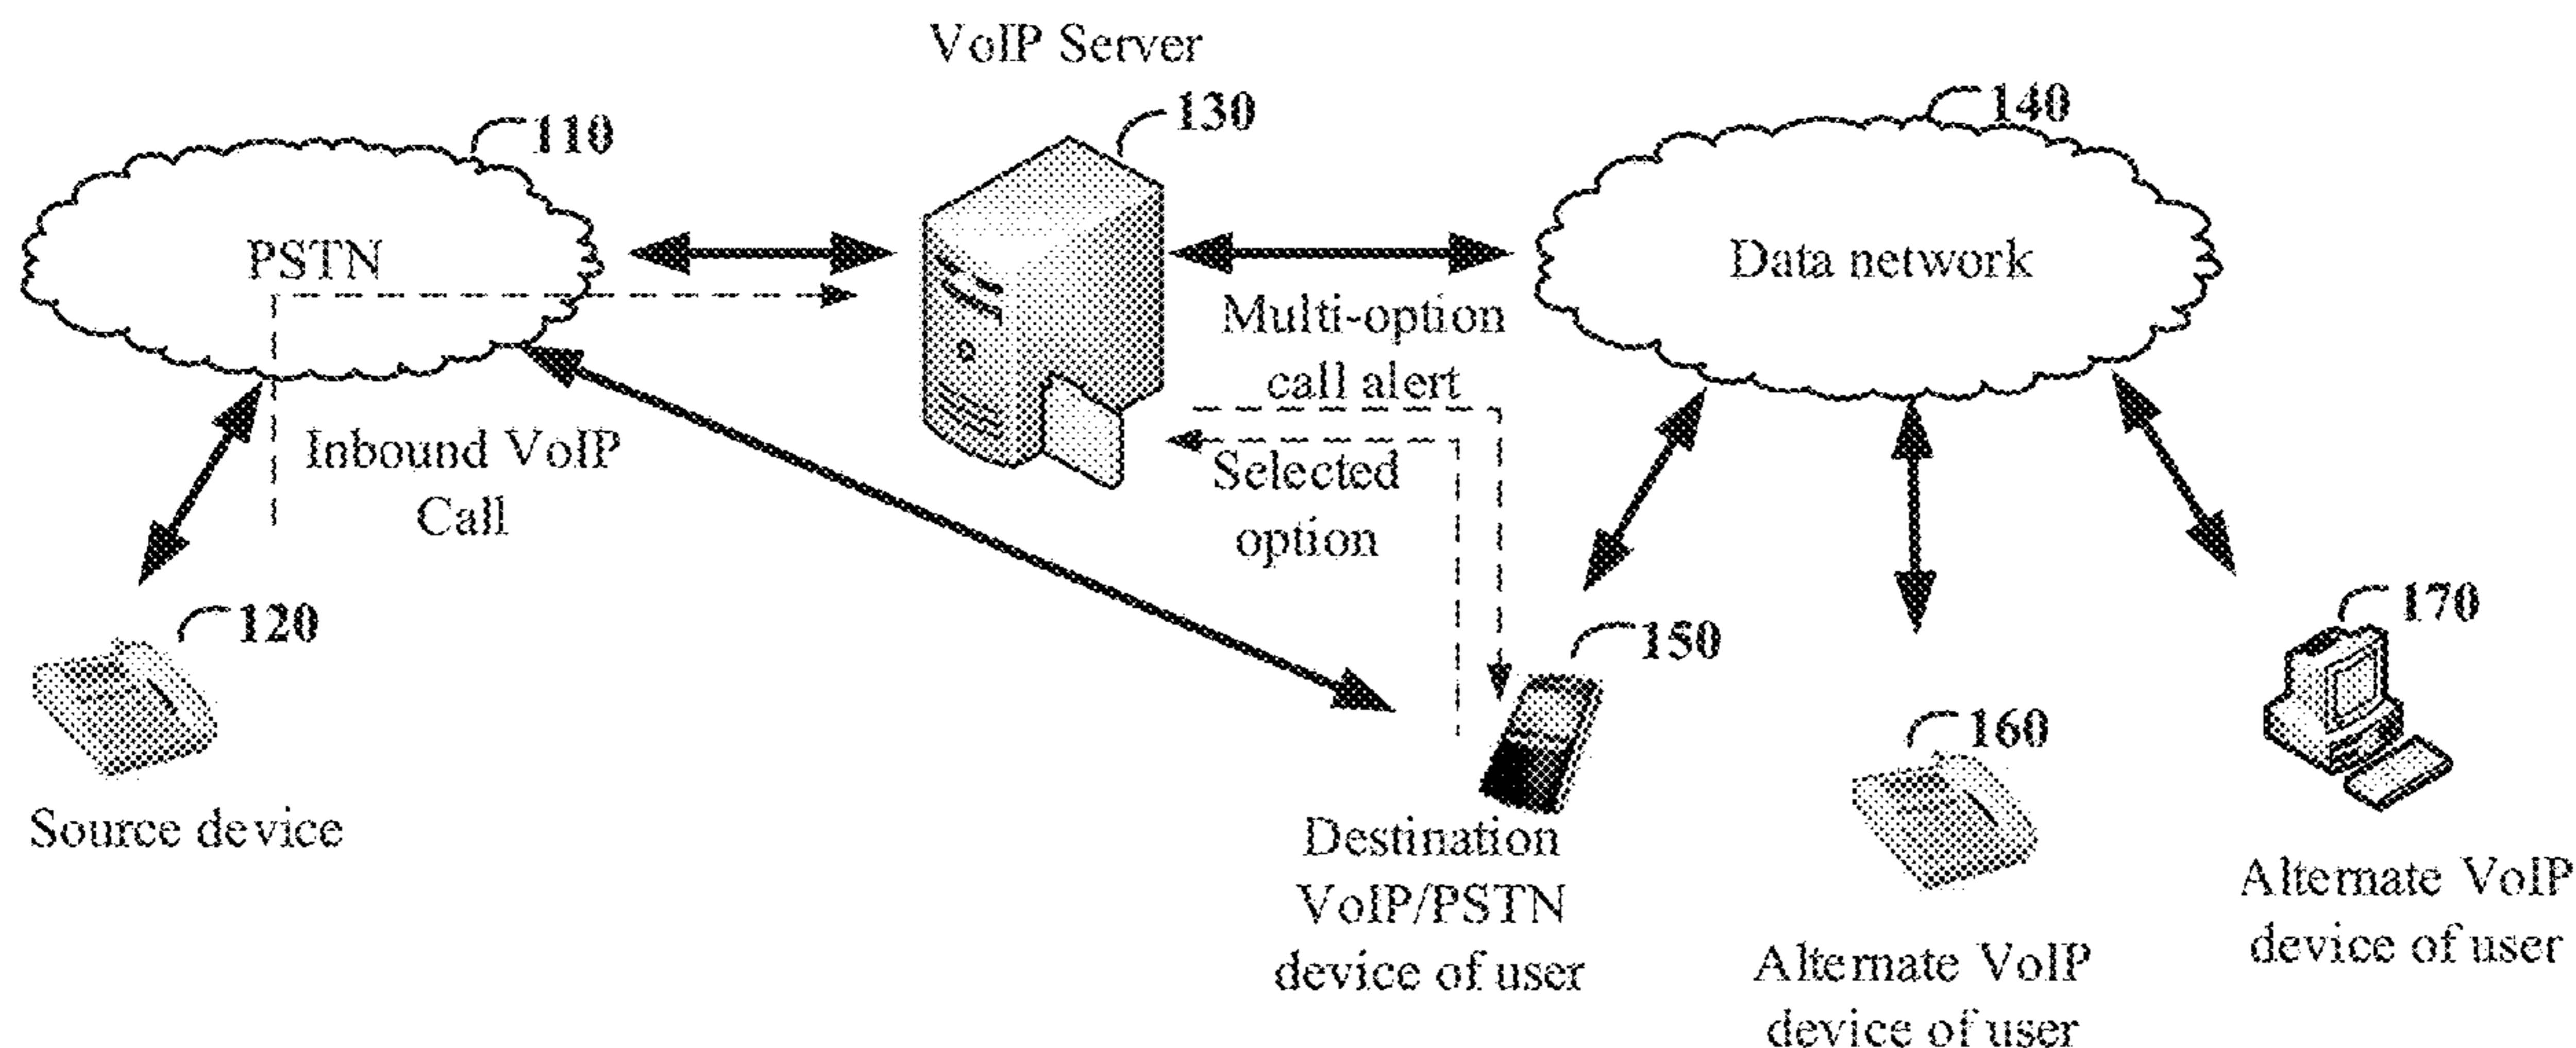 VoIP Server
110
130
140
PSTN
Data network
Multi-option
call alert
Inbound VoIP
Call
Selected
option
120
150
160
170
Source device
Destination
VoIP/PSTN
device of user
Alternate VoIP
device of user
Alternate VoIP
device of user